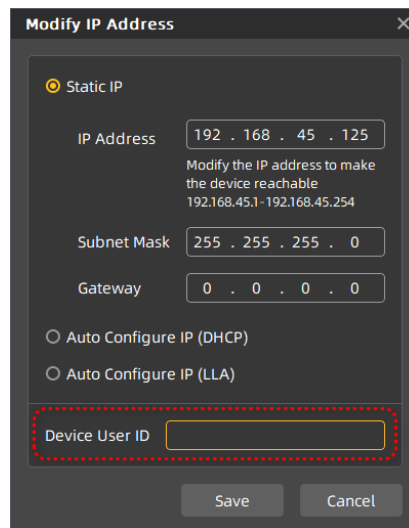 Modify IP Address
Static IP
IP Address 192 . 168 . 45 . 125
Modify the IP address to make
the device reachable
192.168.45.1-192.168.45.254
Subnet Mask 255 . 255 . 255 . 0
Gateway 0 . 0 . 0 . 0
Auto Configure IP (DHCP)
Auto Configure IP (LLA)
Device User ID
Save Cancel